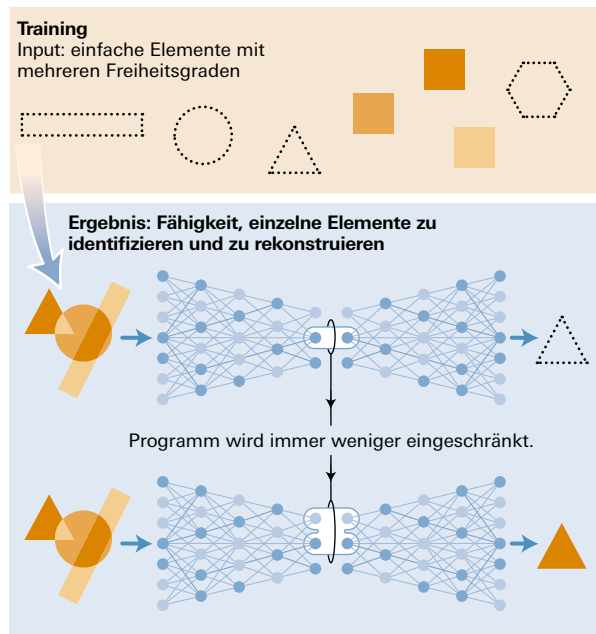 Training
Input: einfache Elemente mit
mehreren Freiheitsgraden
Ergebnis: Fähigkeit, einzelne Elemente zu
identifizieren und zu rekonstruieren
Programm wird immer weniger eingeschränkt.